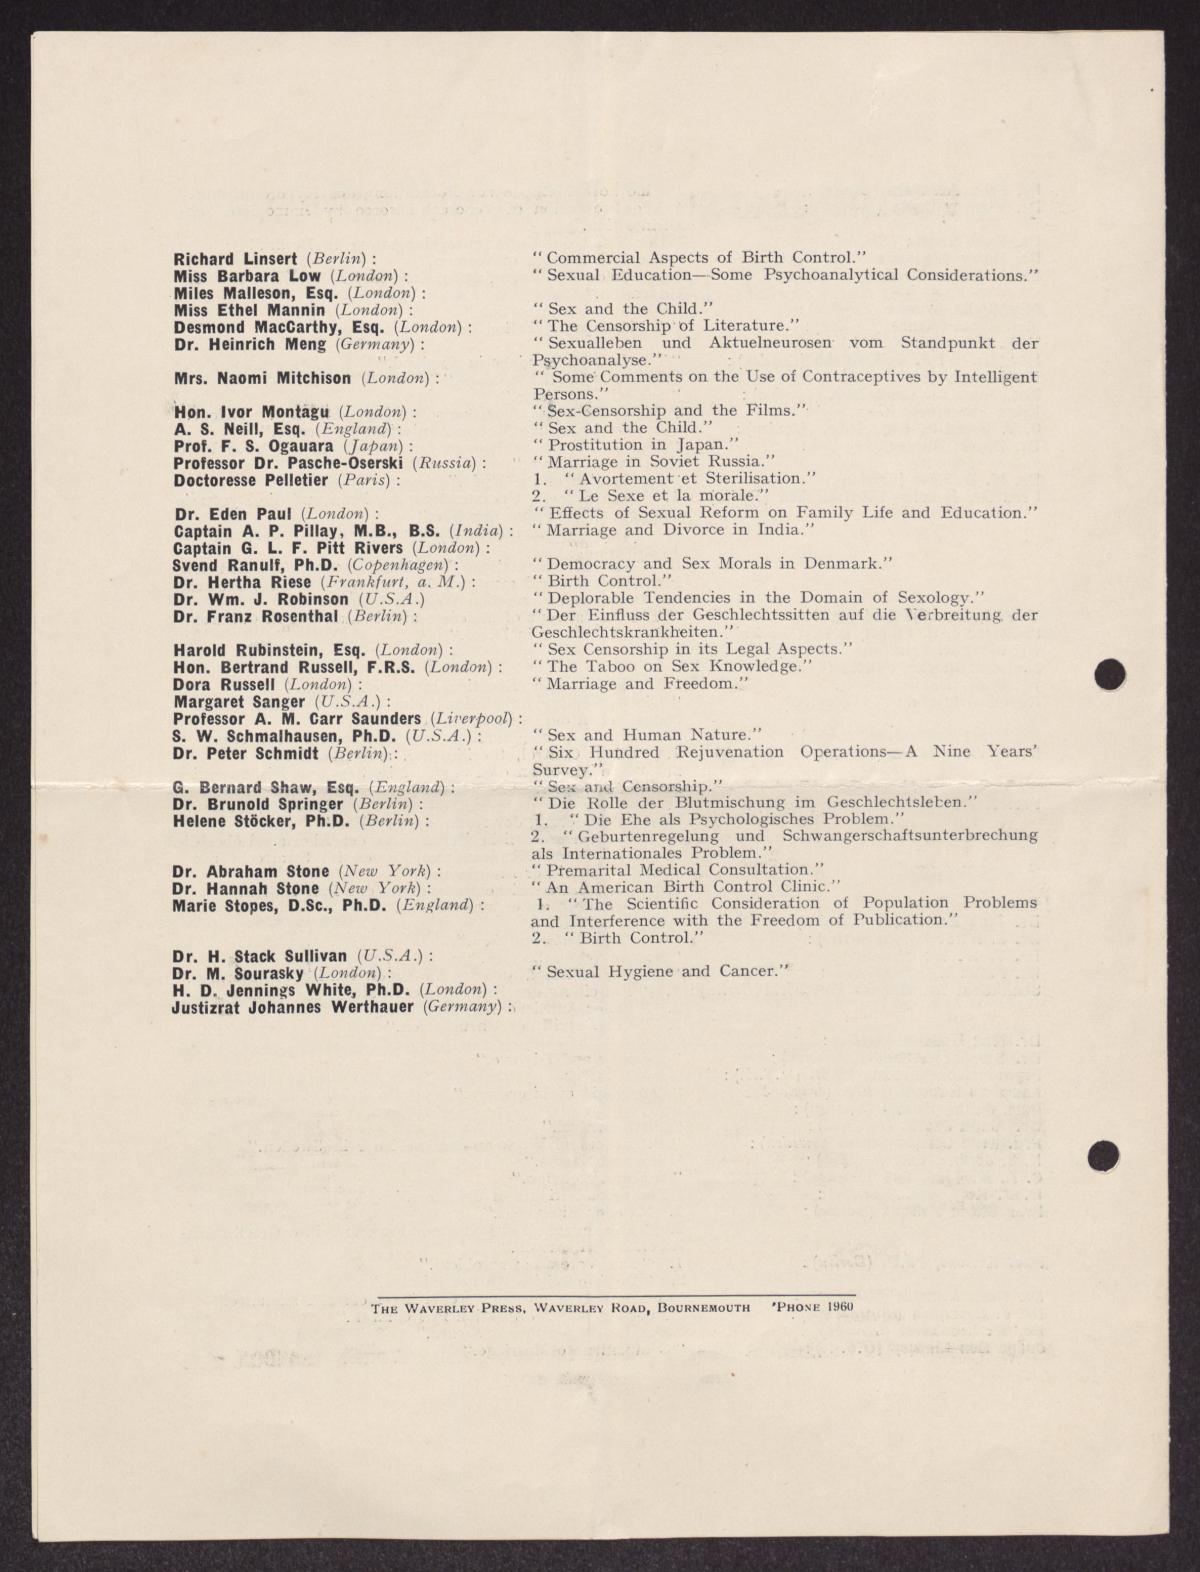 Richard Linsert (Berlin) : " Commercial Aspects of Birth Control."
Miss Barbara Low (London) : " Sexual Education—Some Psychoanalytical Considerations."
Miles Malleson, Esq. (London) :
Miss Ethel Mannin (London) : " Sex and the Child."
Desmond MacCarthy, Esq. (London) : " The Censorship of Literature."
Dr. Heinrich Meng (Germany) : " Sexualleben und Aktuelneurosen vom Standpunkt der
Psychoanalyse."
Mrs. Naomi Mitchison (London) : " Some Comments on the Use of Contraceptives by Intelligent
Persons."
Hon. Ivor Montagu (London) : " Sex-Censorship and the Films."
A. S. Neill, Esq. (England) : " Sex and the Child."
Prof. F. S. Ogauara (Japan) : " Prostitution in Japan."
Professor Dr. Pasche-Oserski (Russia) : " Marriage in Soviet Russia."
Doctoresse Pelletier (Paris) : 1. " Avortement et Sterilisation."
2. " Le Sexe et la morale."
Dr. Eden Paul (London) : " Effects of Sexual Reform on Family Life and Education."
Captain A. P. Pillay, M.B., B.S. (India) : " Marriage and Divorce in India."
Captain G. L. F. Pitt Rivers (London) :
Svend Ranulf, Ph.D. (Copenhagen) : " Democracy and Sex Morals in Denmark."
Dr. Hertha Riese (Frankfurt, a. M.) : " Birth Control."
Dr. Wm. J. Robinson (U.S.A.) " Deplorable Tendencies in the Domain of Sexology."
Dr. Franz Rosenthal (Berlin) : " Der Einfluss der Geschlechtssitten auf die Verbreitung der
Geschlechtskrankheiten."
Harold Rubinstein, Esq. (London) : " Sex Censorship in its Legal Aspects."
Hon. Bertrand Russell, F.R.S. (London) : " The Taboo on Sex Knowledge."
Dora Russell (London) : " Marriage and Freedom."
Margaret Sanger (U.S.A.) :
Professor A. M. Carr Saunders (Liverpool) :
S. W. Schmalhausen, Ph.D. (U.S.A.) : " Sex and Human Nature."
Dr. Peter Schmidt (Berlin) : " Six Hundred Rejuvenation Operations—A Nine Years'
Survey."
G. Bernard Shaw, Esq. (England) : " Sex and Censorship."
Dr. Brunold Springer (Berlin) : " Die Rolle der Blutmischung im Geschlechtsleben."
Helene Stöcker, Ph.D. (Berlin) : 1. " Die Ehe als Psychologisches Problem."
2. " Geburtenregelung und Schwangerschaftsunterbrechung
als Internationales Problem."
Dr. Abraham Stone (New York) : " Premarital Medical Consultation."
Dr. Hannah Stone (New York) : " An American Birth Control Clinic."
Marie Stopes, D.Sc., Ph.D. (England) : 1. " The Scientific Consideration of Population Problems
and Interference with the Freedom of Publication."
2. " Birth Control."
Dr. H. Stack Sullivan (U.S.A.) :
Dr. M. Sourasky (London) : " Sexual Hygiene and Cancer."
H. D. Jennings White, Ph.D. (London) :
Justizrat Johannes Werthauer (Germany) :
The Waverley Press, Waverley Road, Bournemouth 'Phone 1960